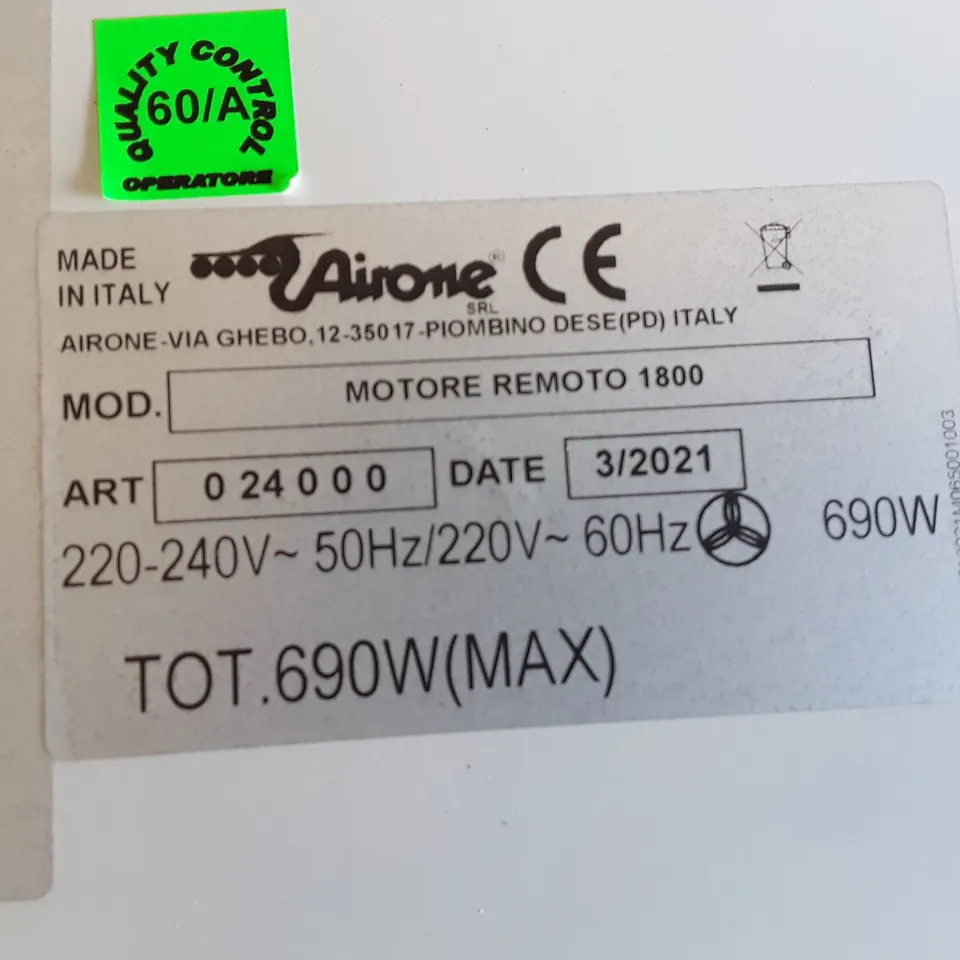 QUALITY CONTROL
60/A
OPERATORE
MADE
IN ITALY
Airone®
SRL
CE
AIRONE-VIA GHEBO,12-35017-PIOMBINO DESE(PD) ITALY
MOD. MOTORE REMOTO 1800
ART 0 24 0 0 0 DATE 3/2021
220-240V~ 50Hz/220V~ 60Hz 690W
TOT.690W(MAX)